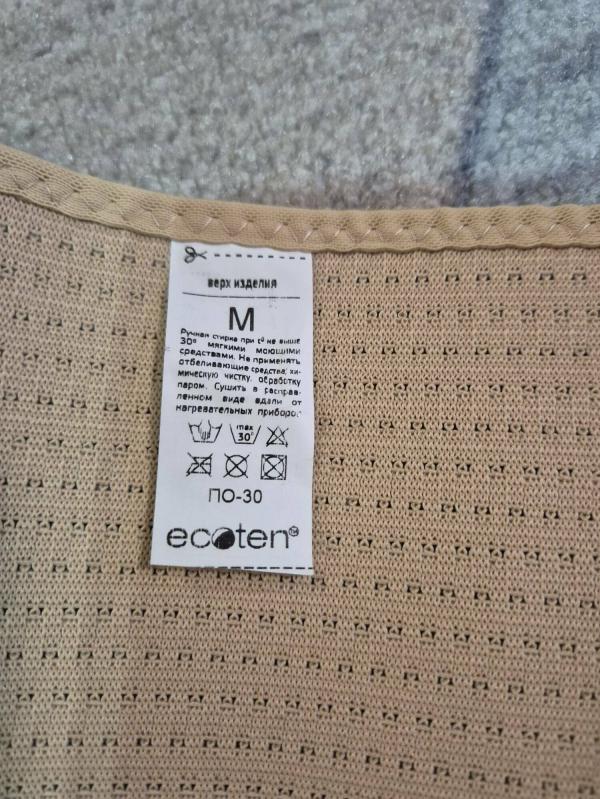 верх изделия
М
Ручная стирка при t° не выше
30° мягкими моющими
средствами. Не применять
отбеливающие средства, хи-
мическую чистку, обработку
паром. Сушить в расправ-
ленном виде вдали от
нагревательных приборов.
max
30°
ПО-30
ecoten